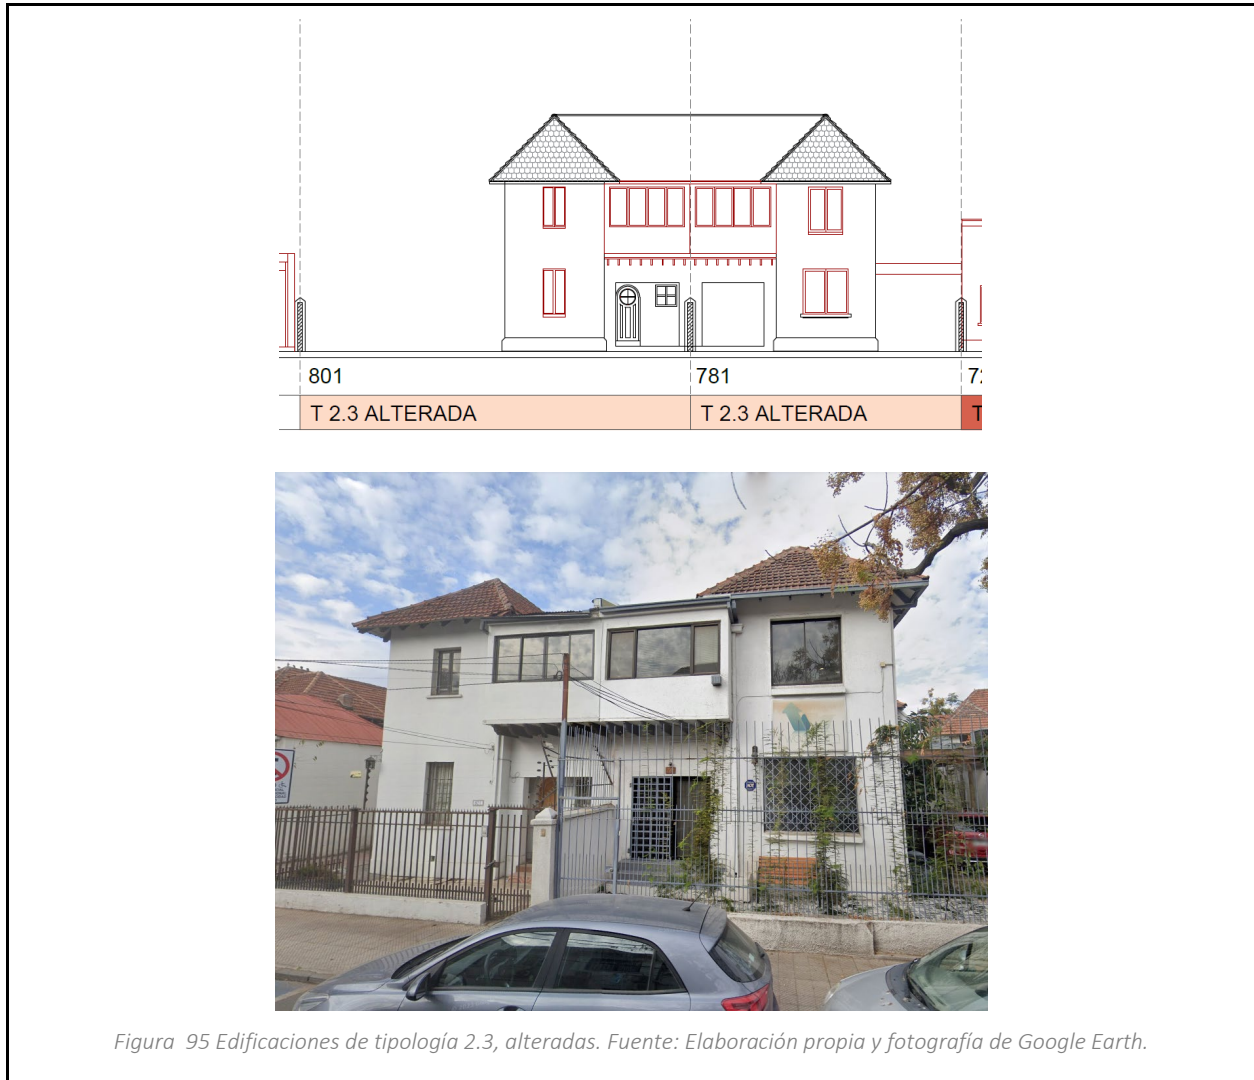 801
781
72
T 2.3 ALTERADA
T 2.3 ALTERADA
T
Figura 95 Edificaciones de tipología 2.3, alteradas. Fuente: Elaboración propia y fotografía de Google Earth.